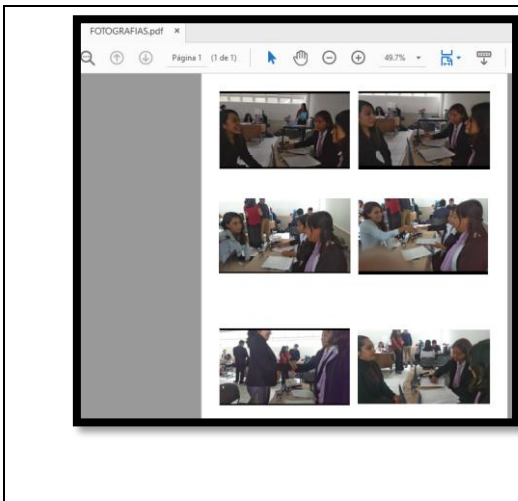 FOTOGRAFIAS.pdf ×
Página 1 (1 de 1) 49.7%